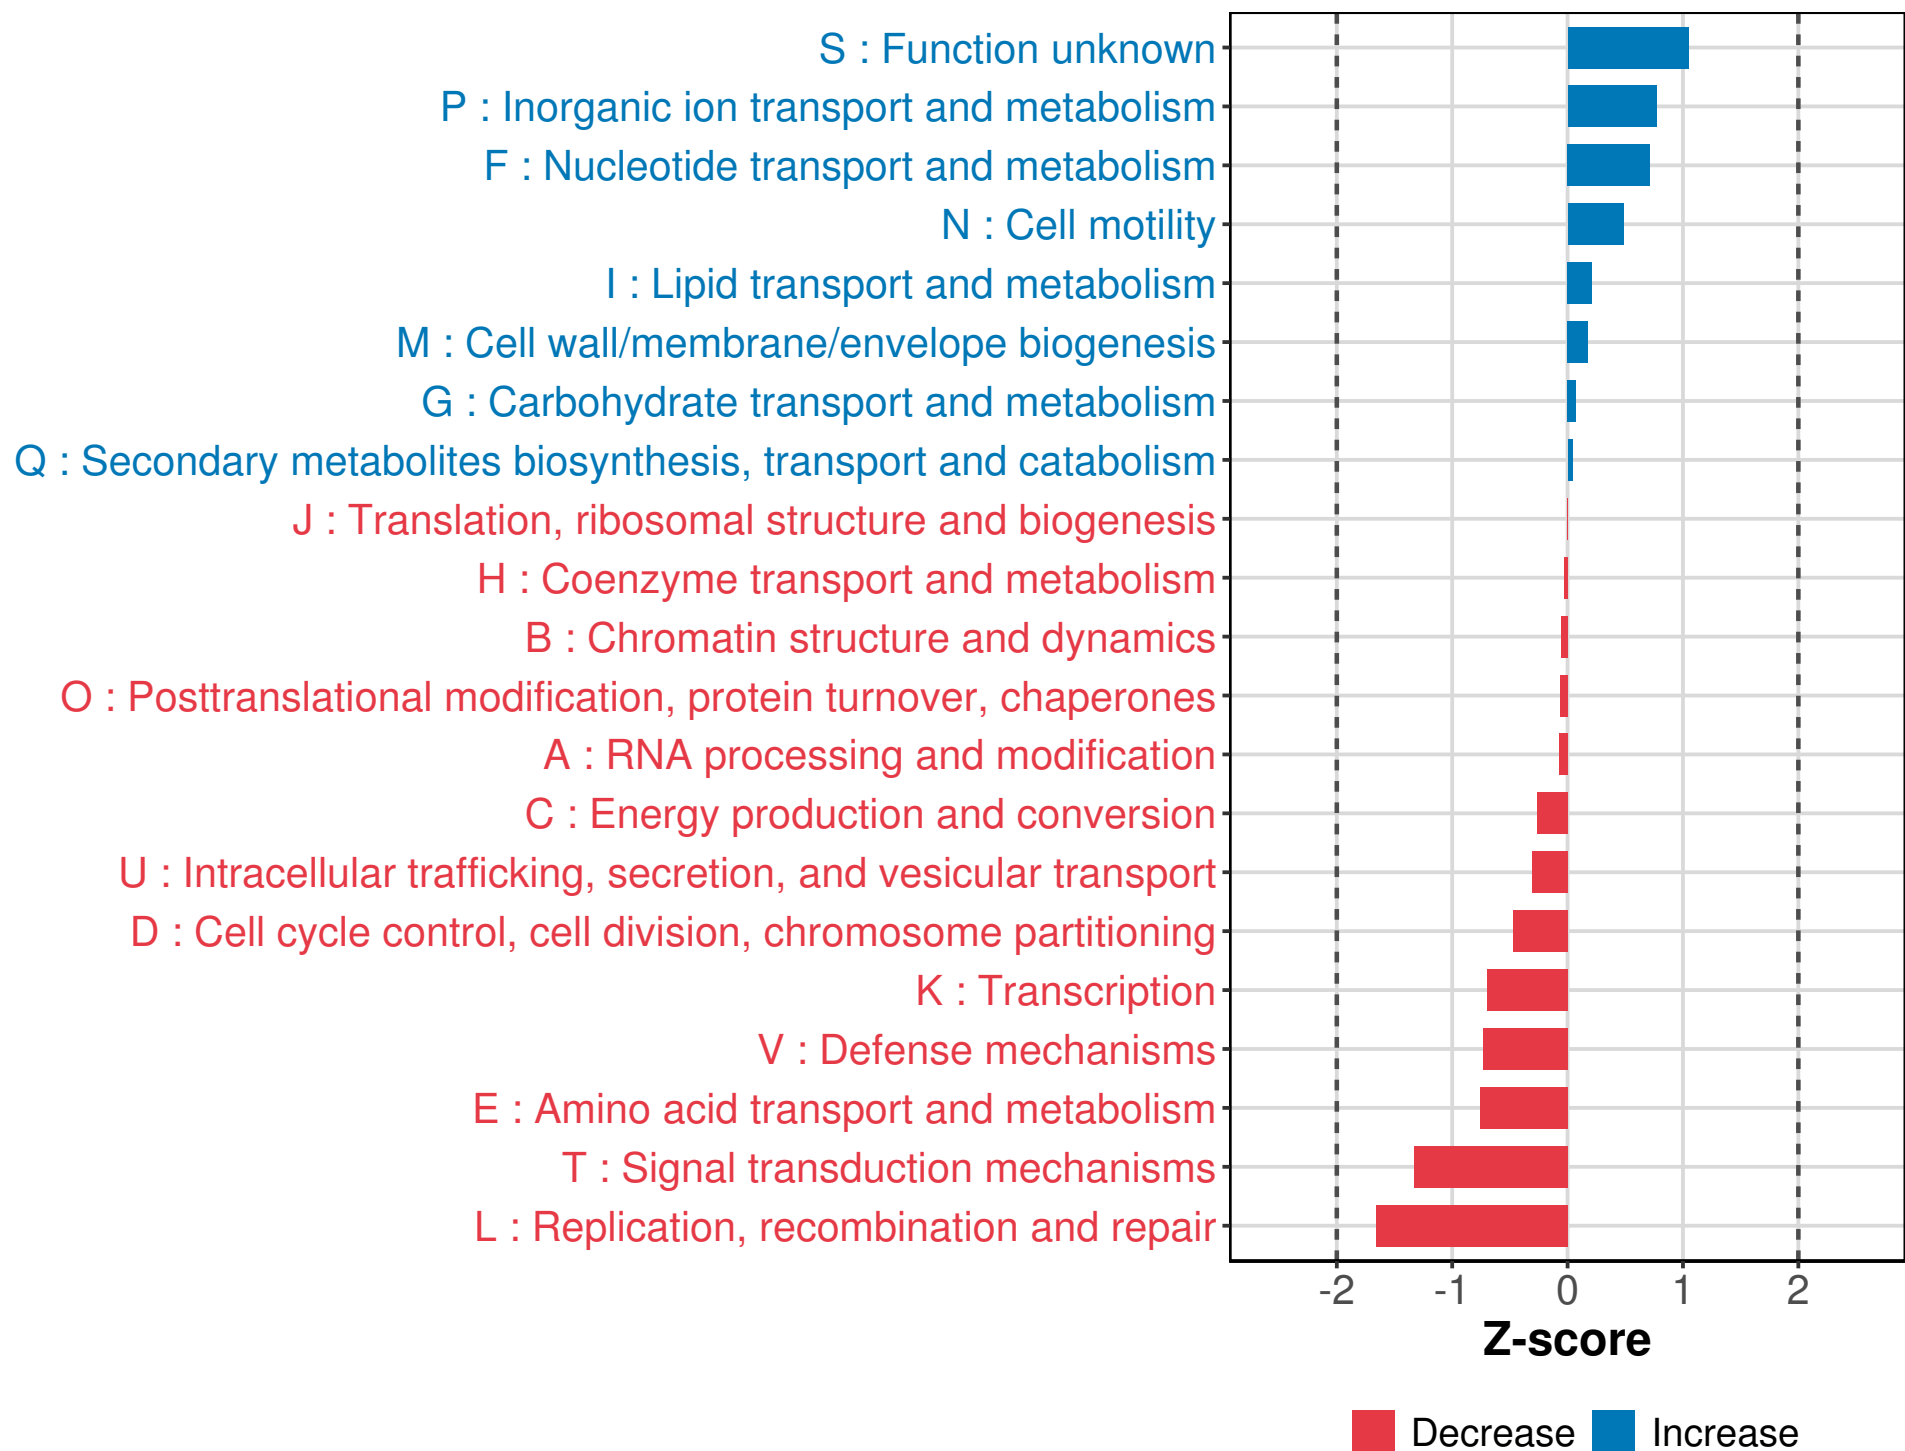 S : Function unknown
P : Inorganic ion transport and metabolism
F : Nucleotide transport and metabolism
N : Cell motility
I : Lipid transport and metabolism
M : Cell wall/membrane/envelope biogenesis
G : Carbohydrate transport and metabolism
Q : Secondary metabolites biosynthesis, transport and catabolism
J : Translation, ribosomal structure and biogenesis
H : Coenzyme transport and metabolism
B : Chromatin structure and dynamics
O : Posttranslational modification, protein turnover, chaperones
A : RNA processing and modification
C : Energy production and conversion
U : Intracellular trafficking, secretion, and vesicular transport
D : Cell cycle control, cell division, chromosome partitioning
K : Transcription
V : Defense mechanisms
E : Amino acid transport and metabolism
T : Signal transduction mechanisms
L : Replication, recombination and repair
-2 -1 0 1 2
Z-score
Decrease Increase